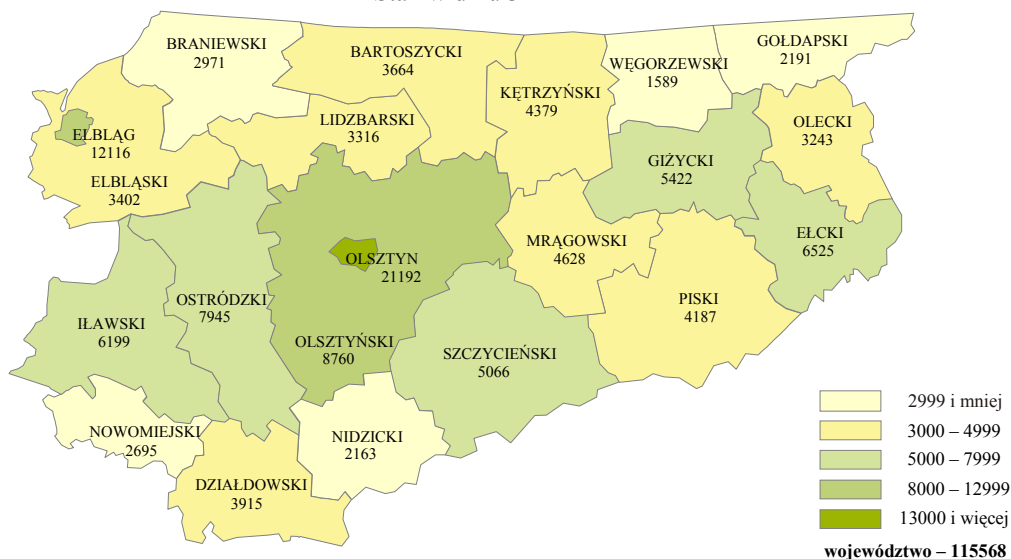 BRANIEWSKI
2971
BARTOSZYCKI
3664
KĘTRZYŃSKI
4379
WĘGORZEWSKI
1589
GOŁDAPSKI
2191
ELBLĄG
12116
ELBLĄSKI
3402
LIDZBARSKI
3316
GIŻYCKI
5422
OLECKI
3243
EŁCKI
6525
OLSZTYN
21192
MRĄGOWSKI
4628
PISKI
4187
IŁAWSKI
6199
OSTRÓDZKI
7945
OLSZTYŃSKI
8760
SZCZYCIEŃSKI
5066
NOWOMIEJSKI
2695
DZIAŁDOWSKI
3915
NIDZICKI
2163
2999 i mniej
3000 – 4999
5000 – 7999
8000 – 12999
13000 i więcej
województwo – 115568